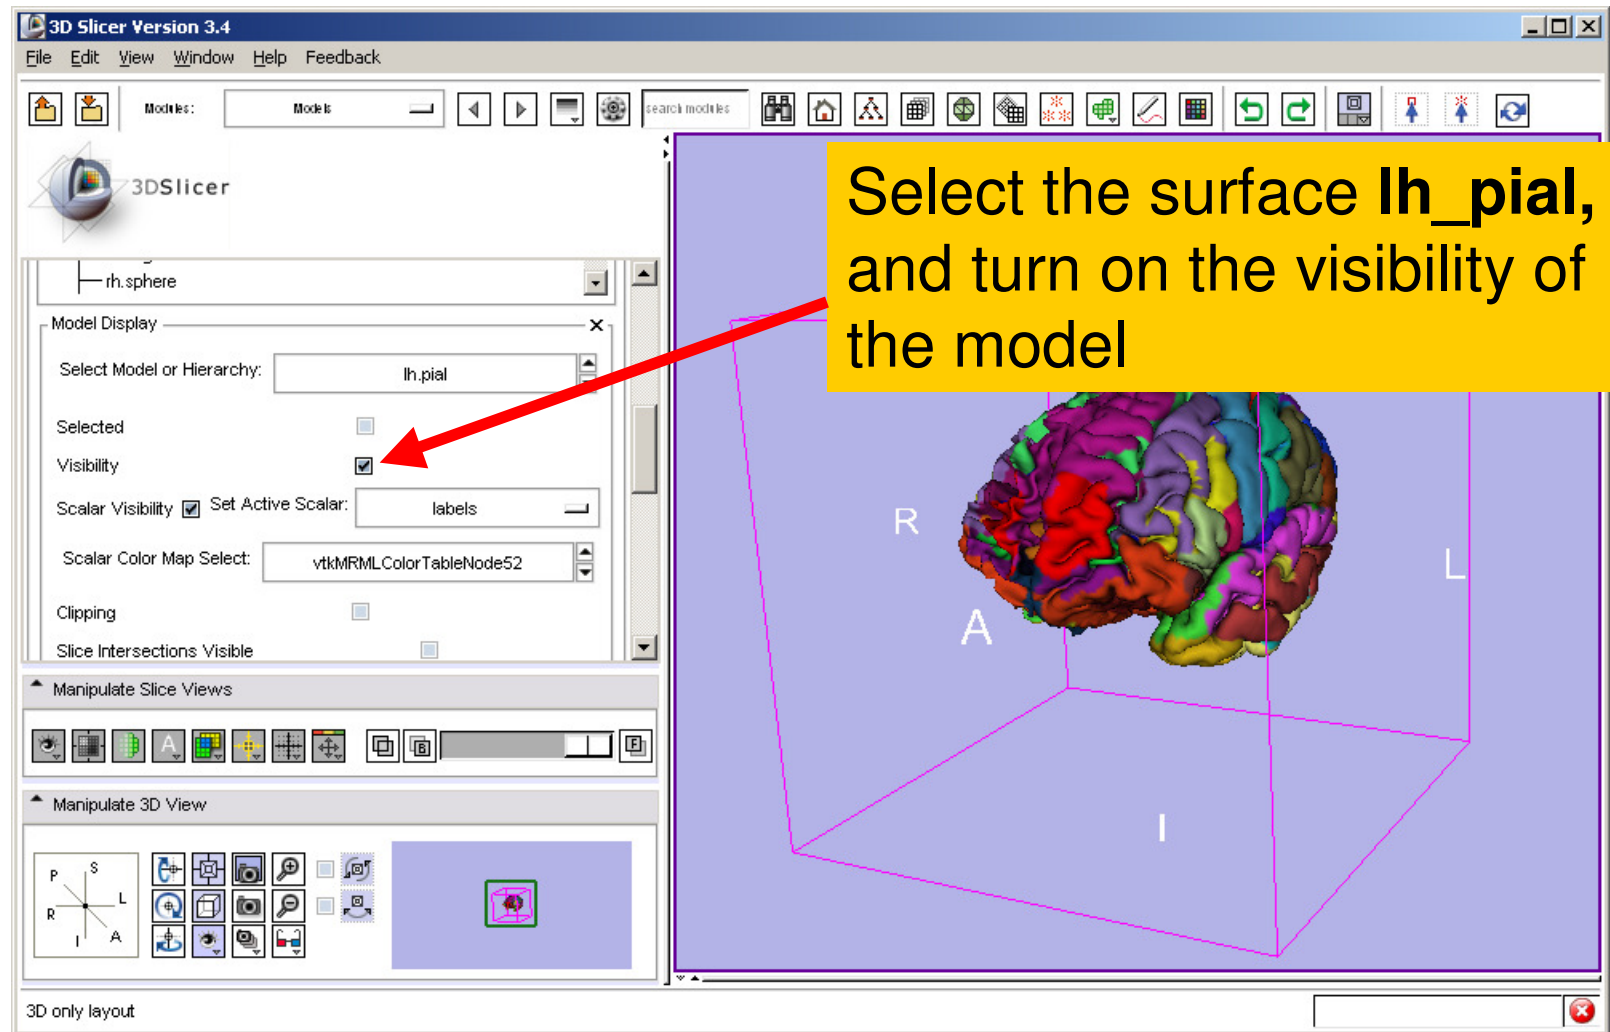 3D Slicer Version 3.4
File Edit View Window Help Feedback
Modules: Models search modules
3DSlicer
rh.sphere
Model Display
Select Model or Hierarchy: lh.pial
Selected
Visibility
Scalar Visibility Set Active Scalar: labels
Scalar Color Map Select: vtkMRMLColorTableNode52
Clipping
Slice Intersections Visible
Manipulate Slice Views
A B F
Manipulate 3D View
P S
R L
I A
3D only layout
Select the surface lh_pial,
and turn on the visibility of
the model
R
L
A
I